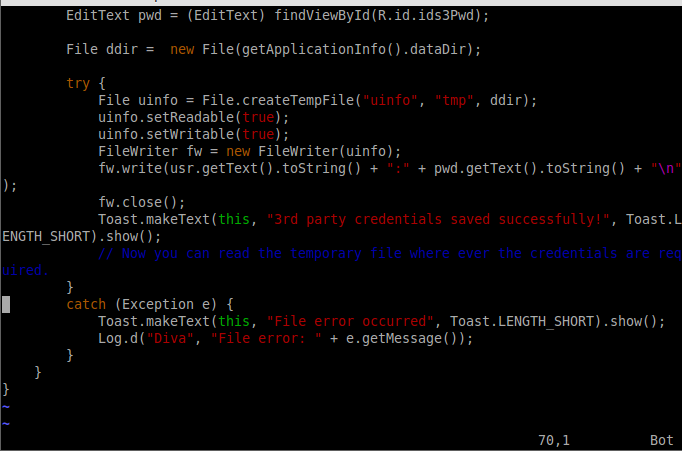 EditText pwd = (EditText) findViewById(R.id.ids3Pwd);

        File ddir =  new File(getApplicationInfo().dataDir);

        try {
            File uinfo = File.createTempFile("uinfo", "tmp", ddir);
            uinfo.setReadable(true);
            uinfo.setWritable(true);
            FileWriter fw = new FileWriter(uinfo);
            fw.write(usr.getText().toString() + ":" + pwd.getText().toString() + "\n"
);
            fw.close();
            Toast.makeText(this, "3rd party credentials saved successfully!", Toast.L
ENGTH_SHORT).show();
            // Now you can read the temporary file where ever the credentials are req
uired.
        }
        catch (Exception e) {
            Toast.makeText(this, "File error occurred", Toast.LENGTH_SHORT).show();
            Log.d("Diva", "File error: " + e.getMessage());
        }
    }
}
~
~
70,1 Bot